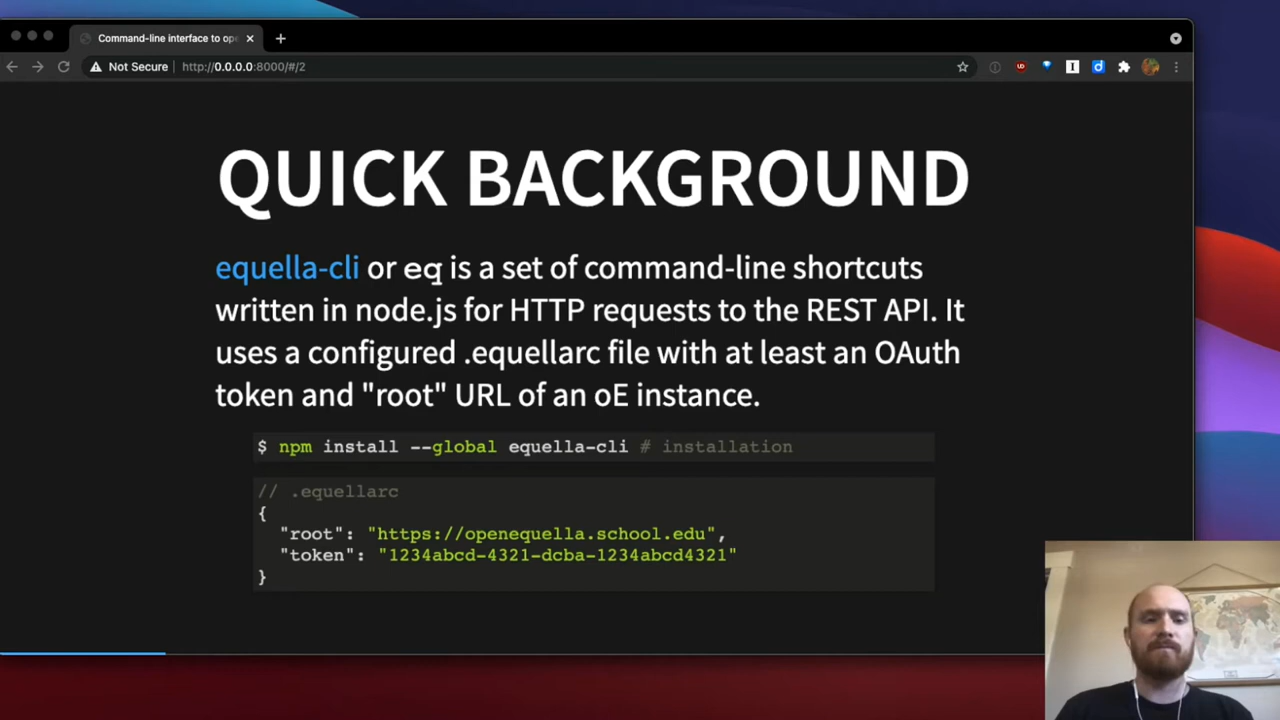 Command-line interface to ope
Not Secure
http://0.0.0.0:8000/#/2
QUICK BACKGROUND
equella-cli or eq is a set of command-line shortcuts
written in node.js for HTTP requests to the REST API. It
uses a configured .equellarc file with at least an OAuth
token and "root" URL of an oE instance.
$ npm install --global equella-cli # installation
// .equellarc
{
"root": "https://openequella.school.edu",
"token": "1234abcd-4321-dcba-1234abcd4321"
}